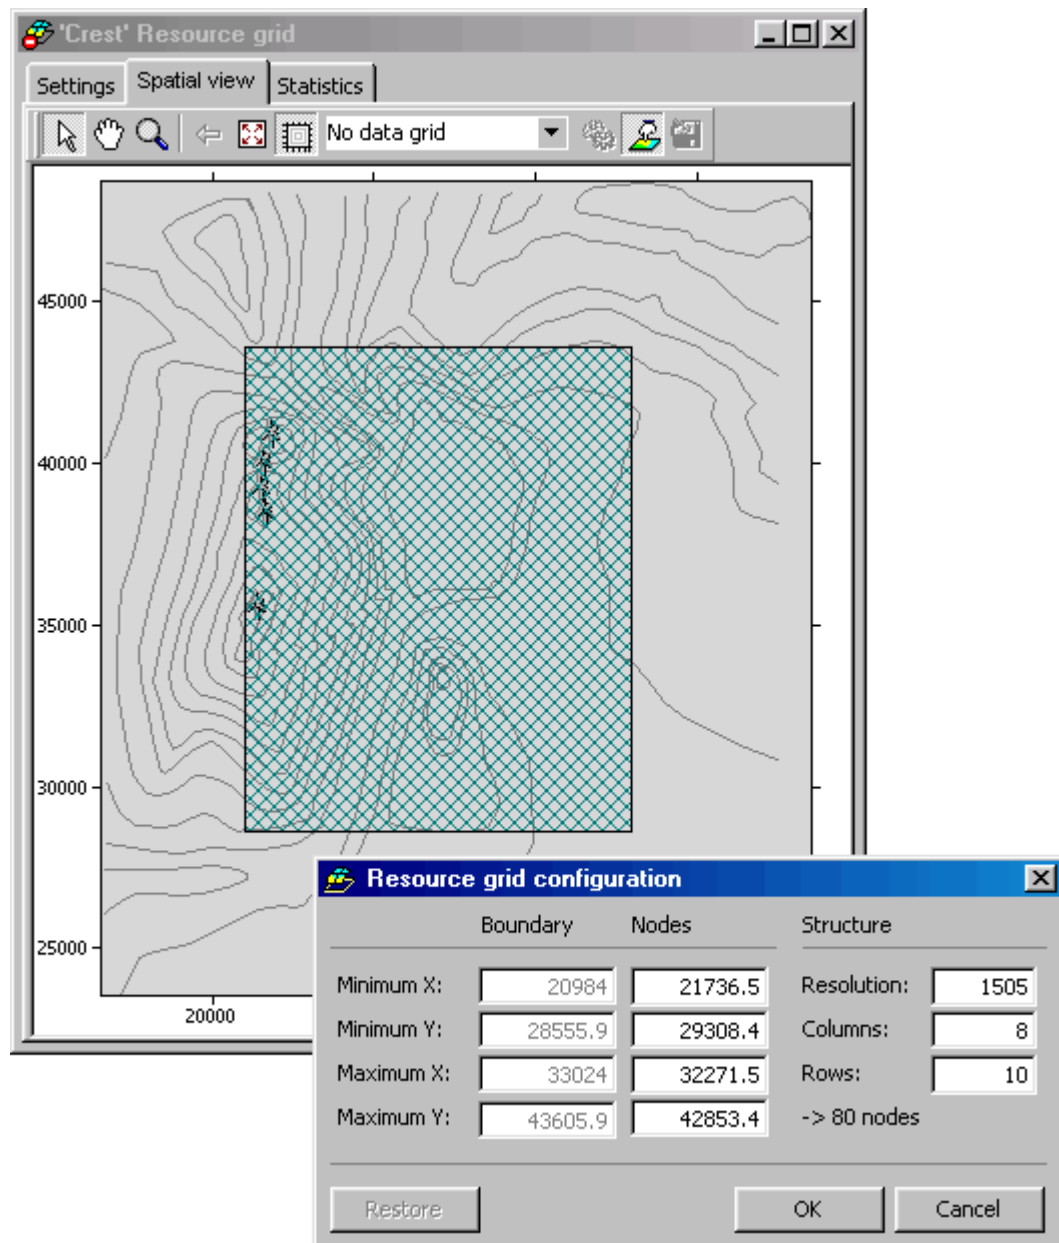 'Crest' Resource grid
Settings Spatial view Statistics
No data grid
45000
40000
35000
30000
25000
20000
Resource grid configuration
Boundary Nodes Structure
Minimum X: 20984 21736.5 Resolution: 1505
Minimum Y: 28555.9 29308.4 Columns: 8
Maximum X: 33024 32271.5 Rows: 10
Maximum Y: 43605.9 42853.4 -> 80 nodes
Restore OK Cancel